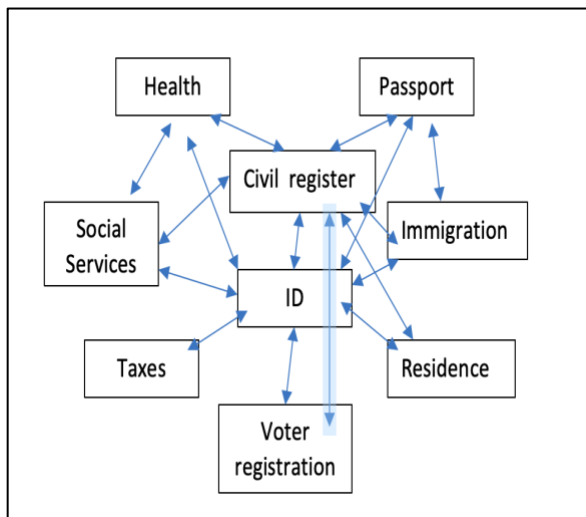 Health
Passport
Civil register
Social
Services
Immigration
ID
Taxes
Residence
Voter
registration